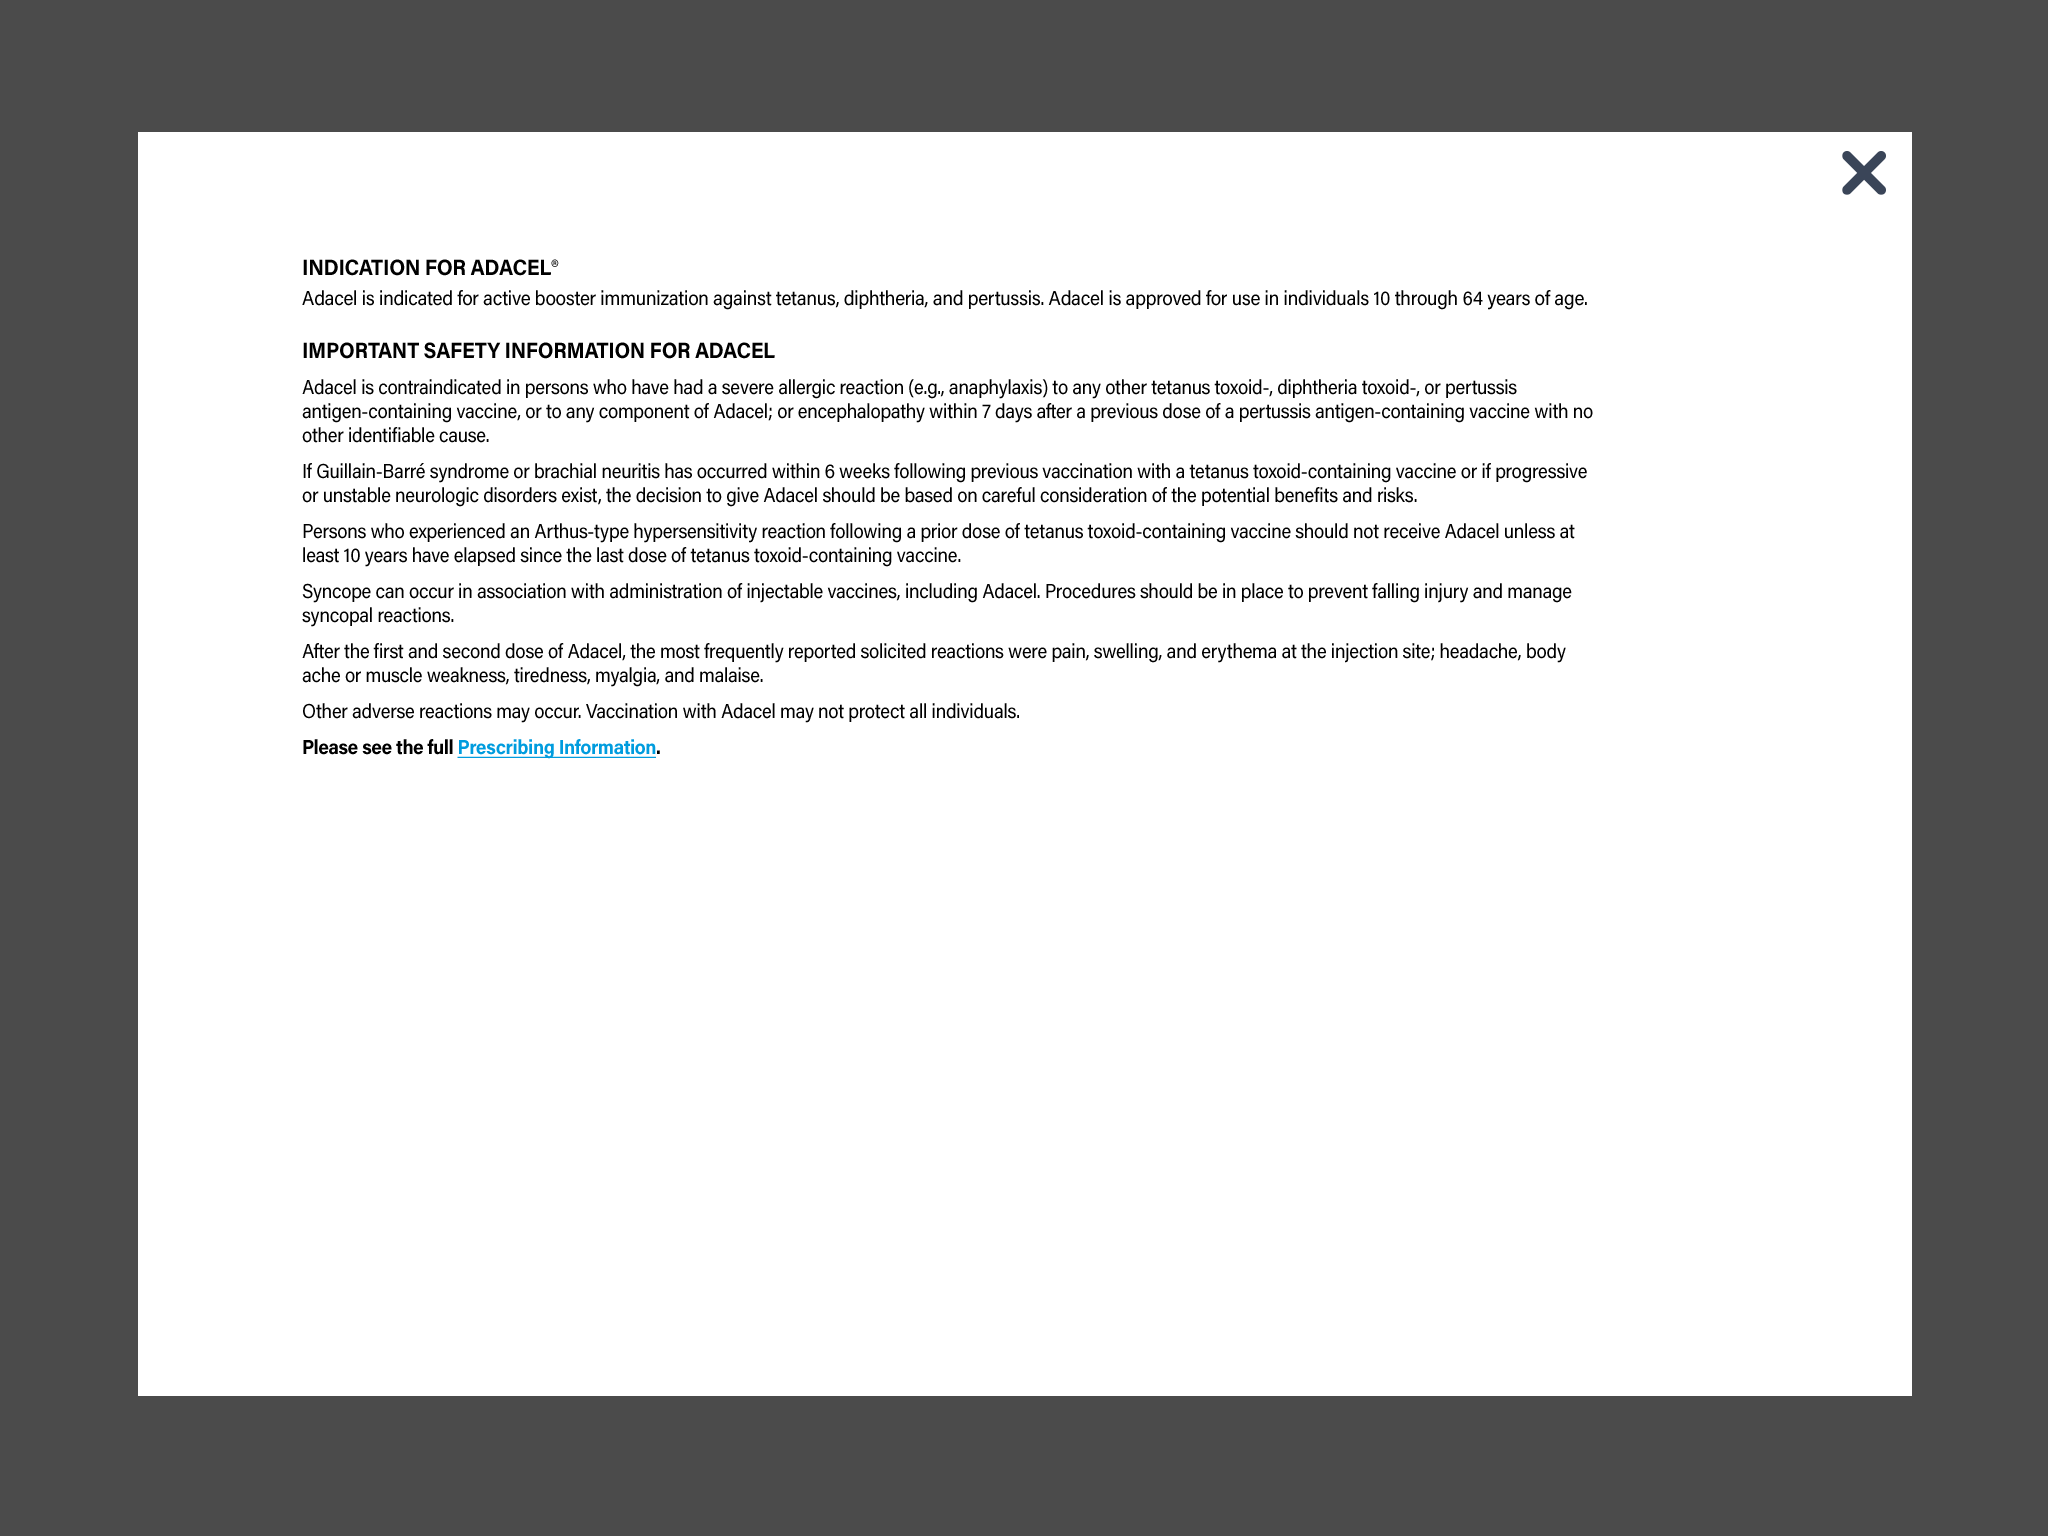 INDICATION FOR ADACEL®
Adacel is indicated for active booster immunization against tetanus, diphtheria, and pertussis. Adacel is approved for use in individuals 10 through 64 years of age.
IMPORTANT SAFETY INFORMATION FOR ADACEL
Adacel is contraindicated in persons who have had a severe allergic reaction (e.g., anaphylaxis) to any other tetanus toxoid-, diphtheria toxoid-, or pertussis
antigen-containing vaccine, or to any component of Adacel; or encephalopathy within 7 days after a previous dose of a pertussis antigen-containing vaccine with no
other identifiable cause.
If Guillain-Barré syndrome or brachial neuritis has occurred within 6 weeks following previous vaccination with a tetanus toxoid-containing vaccine or if progressive
or unstable neurologic disorders exist, the decision to give Adacel should be based on careful consideration of the potential benefits and risks.
Persons who experienced an Arthus-type hypersensitivity reaction following a prior dose of tetanus toxoid-containing vaccine should not receive Adacel unless at
least 10 years have elapsed since the last dose of tetanus toxoid-containing vaccine.
Syncope can occur in association with administration of injectable vaccines, including Adacel. Procedures should be in place to prevent falling injury and manage
syncopal reactions.
After the first and second dose of Adacel, the most frequently reported solicited reactions were pain, swelling, and erythema at the injection site; headache, body
ache or muscle weakness, tiredness, myalgia, and malaise.
Other adverse reactions may occur. Vaccination with Adacel may not protect all individuals.
Please see the full Prescribing Information.